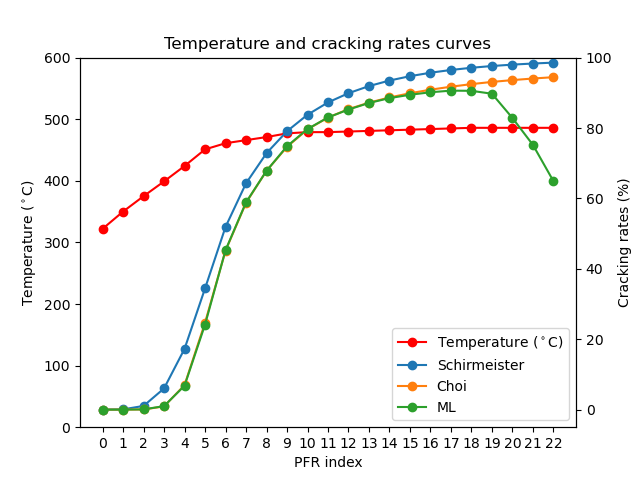 Temperature and cracking rates curves
600
500
400
300
200
100
0
Temperature (°C)
100
80
60
40
20
0
Cracking rates (%)
Temperature (°C)
Schirmeister
Choi
ML
0 1 2 3 4 5 6 7 8 9 10 11 12 13 14 15 16 17 18 19 20 21 22
PFR index